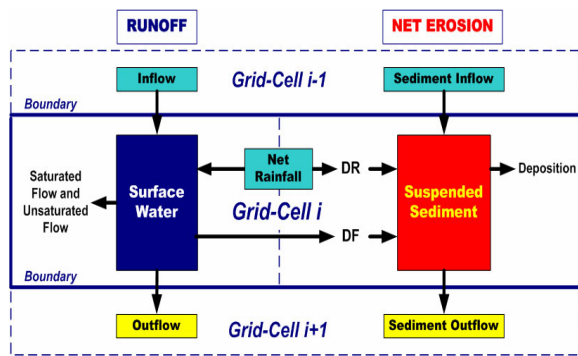 RUNOFF
NET EROSION
Inflow
Grid-Cell i-1
Sediment Inflow
Boundary
Net
Rainfall
DR
Deposition
Saturated
Flow and
Unsaturated
Flow
Surface
Water
Suspended
Sediment
Grid-Cell i
DF
Boundary
Outflow
Grid-Cell i+1
Sediment Outflow